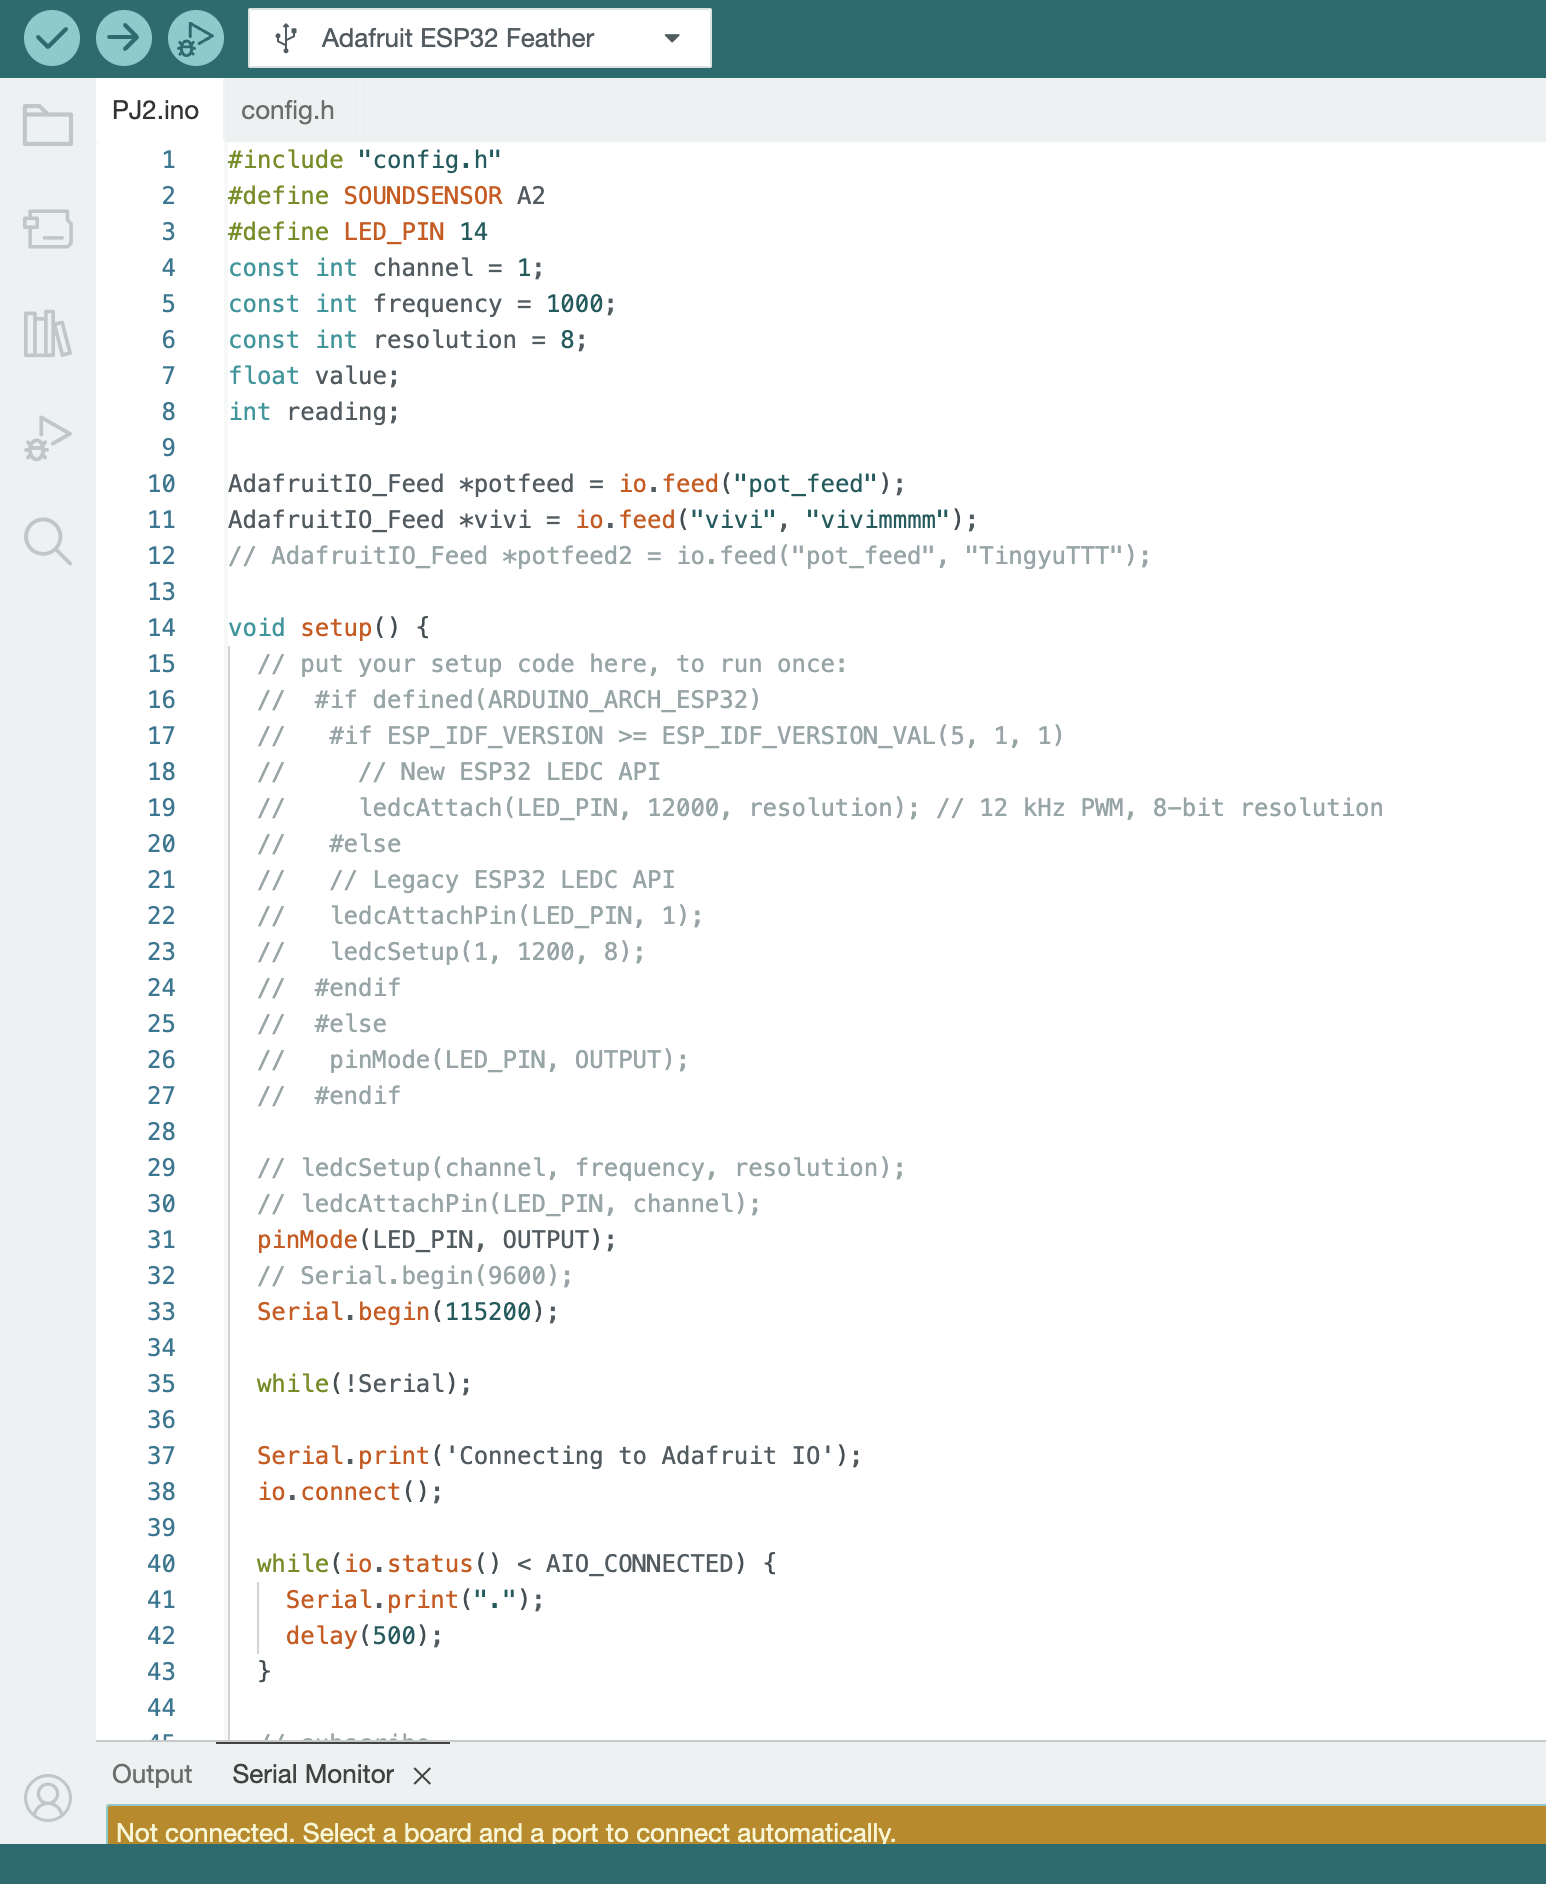 Adafruit ESP32 Feather
PJ2.ino config.h
1 #include "config.h"
2 #define SOUNDSENSOR A2
3 #define LED_PIN 14
4 const int channel = 1;
5 const int frequency = 1000;
6 const int resolution = 8;
7 float value;
8 int reading;
9
10 AdafruitIO_Feed *potfeed = io.feed("pot_feed");
11 AdafruitIO_Feed *vivi = io.feed("vivi", "vivimmmm");
12 // AdafruitIO_Feed *potfeed2 = io.feed("pot_feed", "TingyuTTT");
13
14 void setup() {
15 // put your setup code here, to run once:
16 // #if defined(ARDUINO_ARCH_ESP32)
17 // #if ESP_IDF_VERSION >= ESP_IDF_VERSION_VAL(5, 1, 1)
18 // // New ESP32 LEDC API
19 // ledcAttach(LED_PIN, 12000, resolution); // 12 kHz PWM, 8-bit resolution
20 // #else
21 // // Legacy ESP32 LEDC API
22 // ledcAttachPin(LED_PIN, 1);
23 // ledcSetup(1, 1200, 8);
24 // #endif
25 // #else
26 // pinMode(LED_PIN, OUTPUT);
27 // #endif
28
29 // ledcSetup(channel, frequency, resolution);
30 // ledcAttachPin(LED_PIN, channel);
31 pinMode(LED_PIN, OUTPUT);
32 // Serial.begin(9600);
33 Serial.begin(115200);
34
35 while(!Serial);
36
37 Serial.print('Connecting to Adafruit IO');
38 io.connect();
39
40 while(io.status() < AIO_CONNECTED) {
41 Serial.print(".");
42 delay(500);
43 }
44
Output Serial Monitor
Not connected. Select a board and a port to connect automatically.